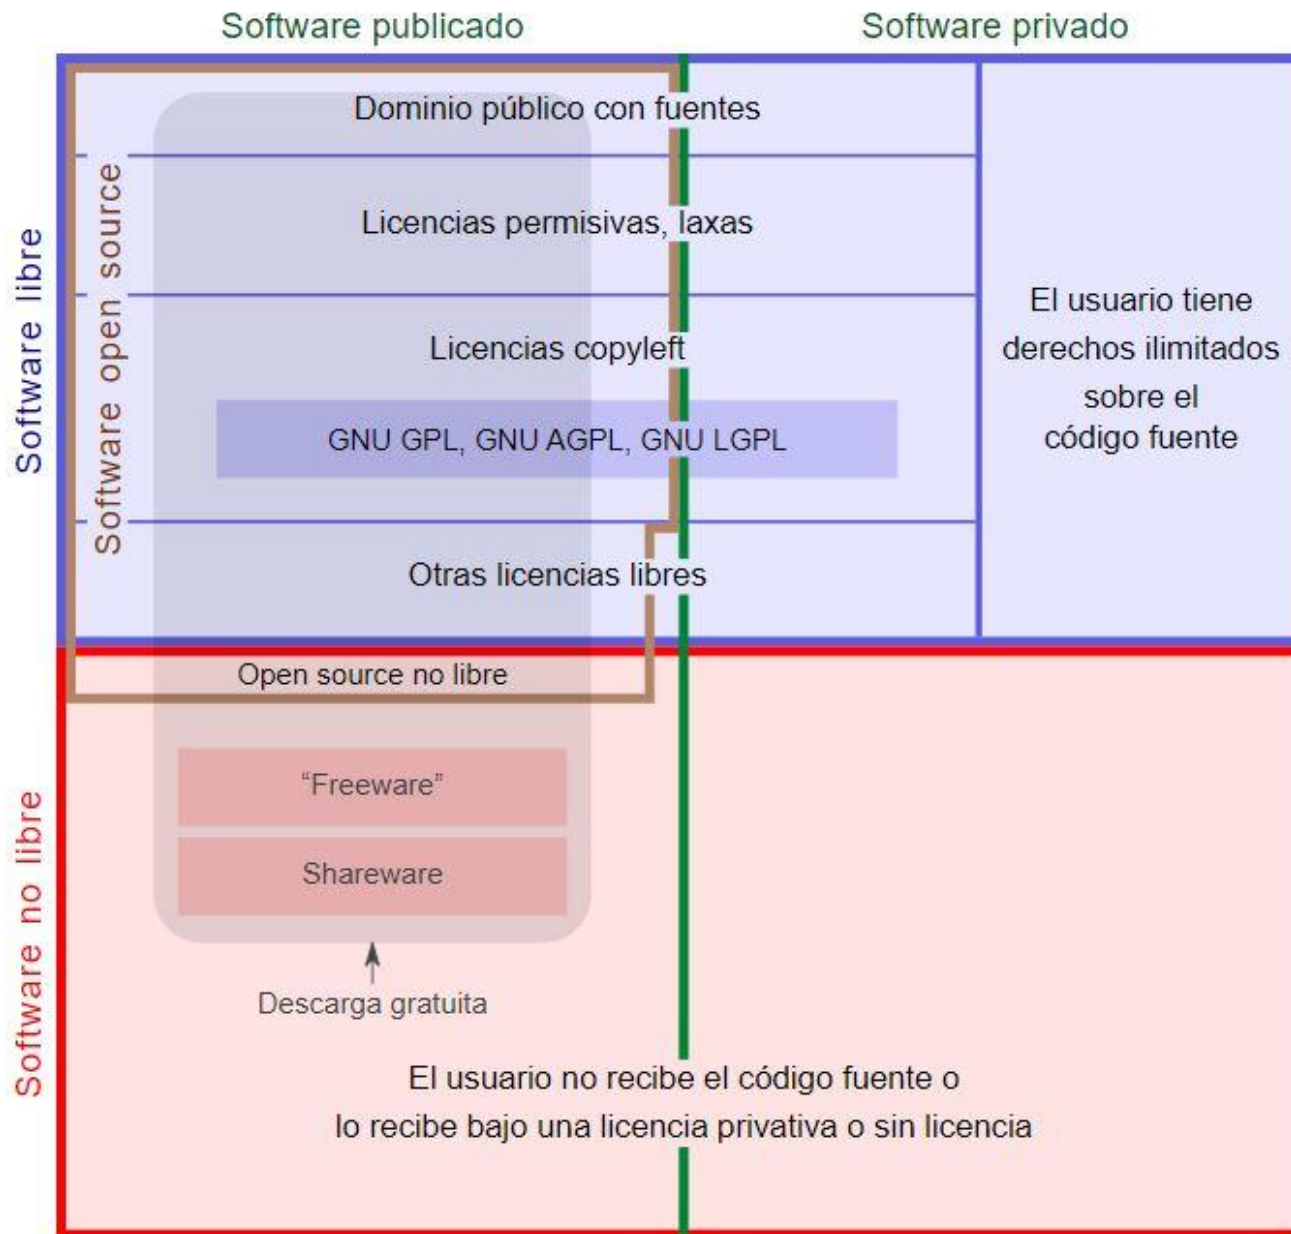 Software publicado
Software privado
Software libre
Software open source
Dominio público con fuentes
Licencias permisivas, laxas
Licencias copyleft
GNU GPL, GNU AGPL, GNU LGPL
Otras licencias libres
El usuario tiene
derechos ilimitados
sobre el
código fuente
Software no libre
Open source no libre
“Freeware”
Shareware
Descarga gratuita
El usuario no recibe el código fuente o
lo recibe bajo una licencia privativa o sin licencia